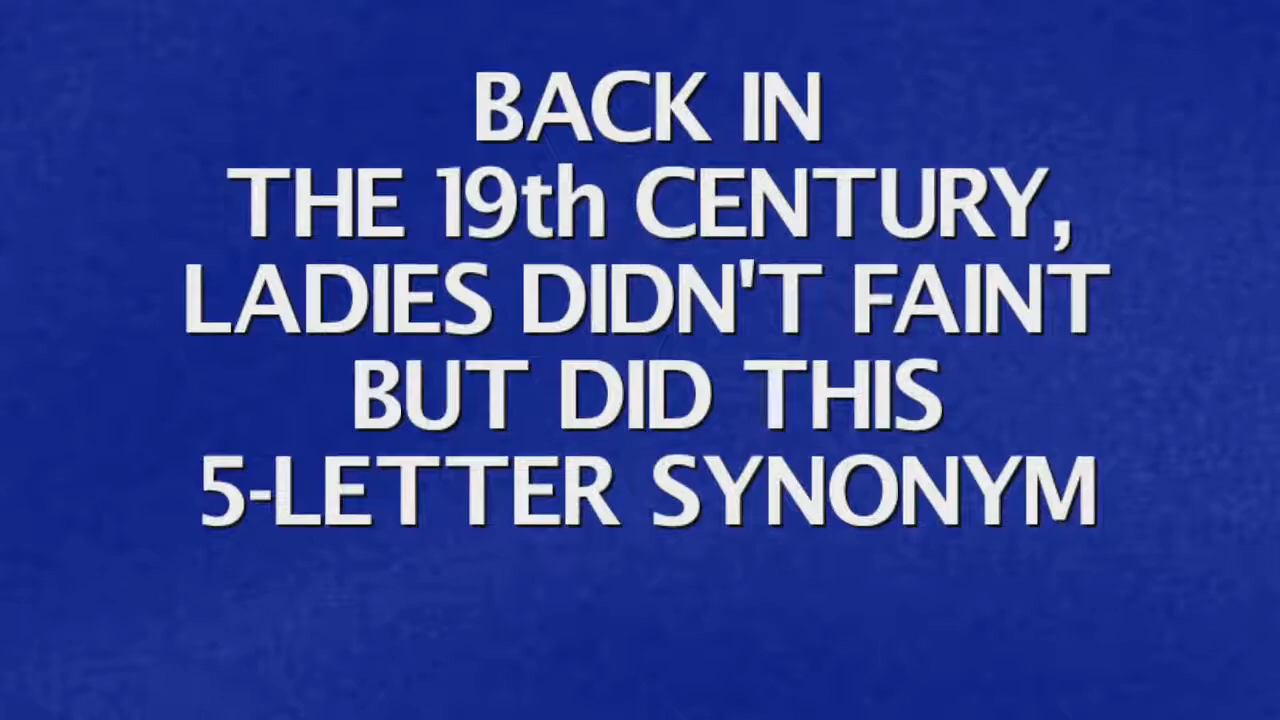 BACK IN
THE 19th CENTURY,
LADIES DIDN'T FAINT
BUT DID THIS
5-LETTER SYNONYM